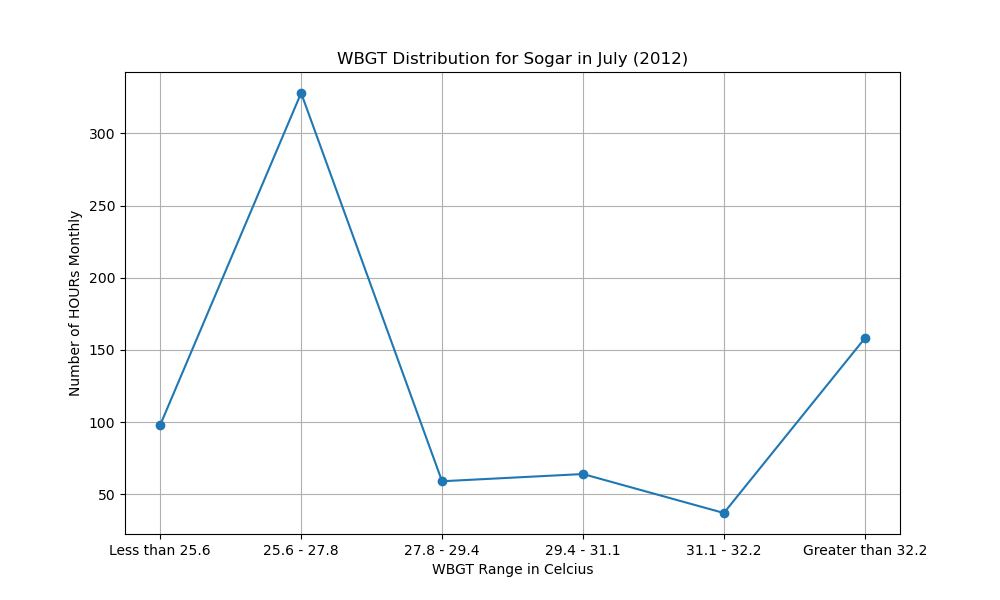 WBGT Distribution for Sogar in July (2012)
Number of HOURs Monthly
300
250
200
150
100
50
Less than 25.6
25.6 - 27.8
27.8 - 29.4
29.4 - 31.1
31.1 - 32.2
Greater than 32.2
WBGT Range in Celcius